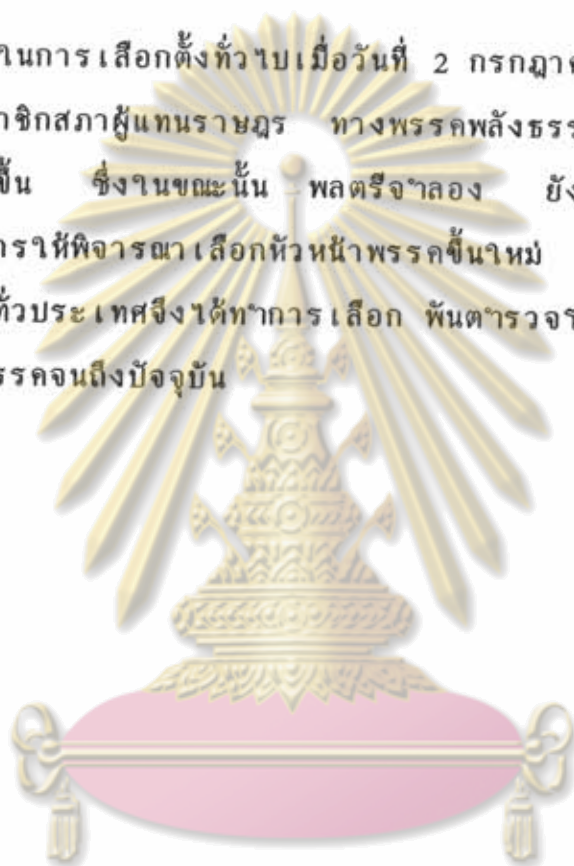 ในการเลือกตั้งทั่วไปเมื่อวันที่ 2 กรกฎาค
าชิกสภาผู้แทนราษฎร ทางพรรคพลังธรร
ขึ้น ซึ่งในขณะนั้น พลตรีจำลอง ยัง
ารให้พิจารณาเลือกหัวหน้าพรรคขึ้นใหม่
ทั่วประเทศจึงได้ทำการเลือก พันตำรวจ
รรคจนถึงปัจจุบัน